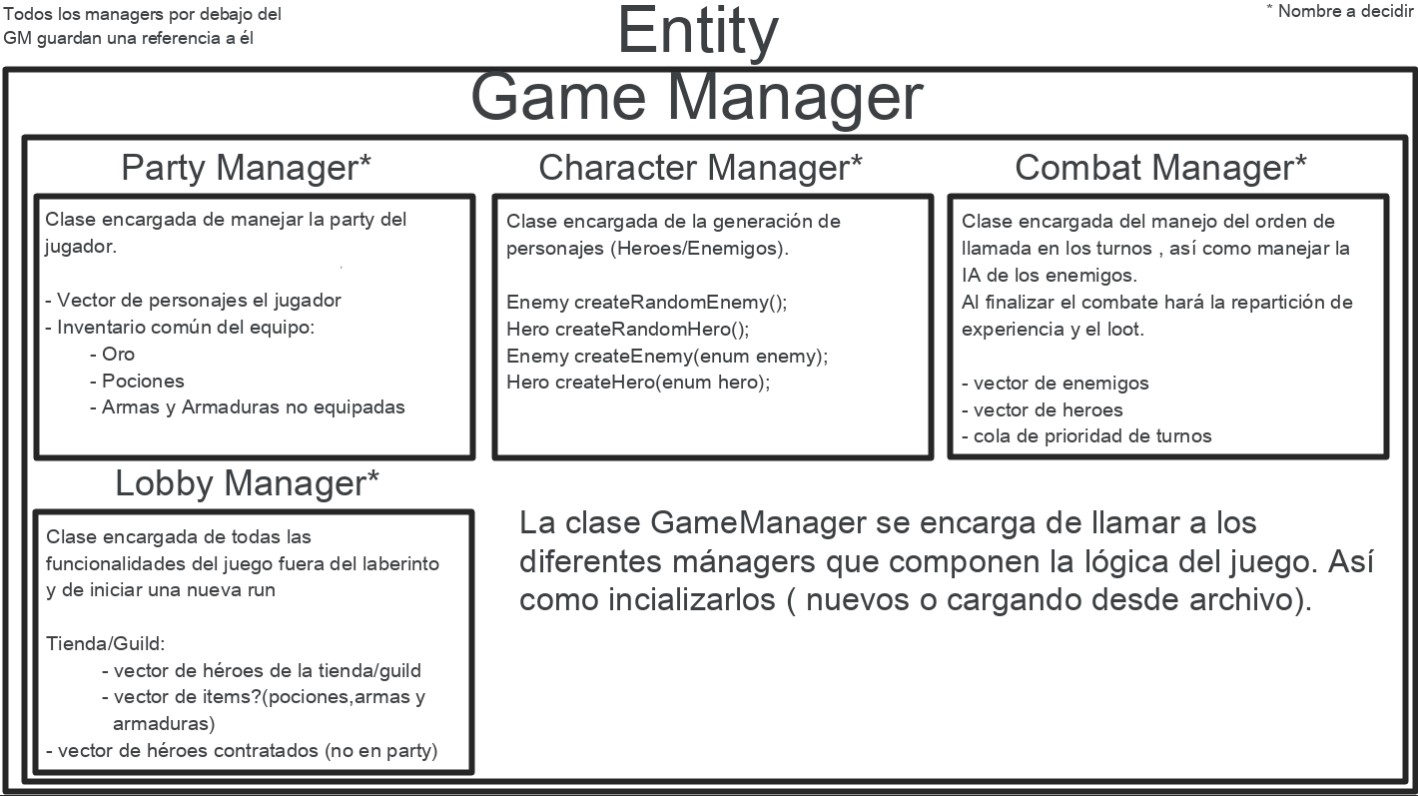 Todos los managers por debajo del
GM guardan una referencia a él
Entity
* Nombre a decidir
Game Manager
Party Manager*
Clase encargada de manejar la party del
jugador.
- Vector de personajes el jugador
- Inventario común del equipo:
- Oro
- Pociones
- Armas y Armaduras no equipadas
Character Manager*
Clase encargada de la generación de
personajes (Heroes/Enemigos).
Enemy createRandomEnemy();
Hero createRandomHero();
Enemy createEnemy(enum enemy);
Hero createHero(enum hero);
Combat Manager*
Clase encargada del manejo del orden de
llamada en los turnos , así como manejar la
IA de los enemigos.
Al finalizar el combate hará la repartición de
experiencia y el loot.
- vector de enemigos
- vector de heroes
- cola de prioridad de turnos
Lobby Manager*
Clase encargada de todas las
funcionalidades del juego fuera del laberinto
y de iniciar una nueva run
Tienda/Guild:
- vector de héroes de la tienda/guild
- vector de items?(pociones,armas y
armaduras)
- vector de héroes contratados (no en party)
La clase GameManager se encarga de llamar a los
diferentes mánagers que componen la lógica del juego. Así
como incializarlos ( nuevos o cargando desde archivo).